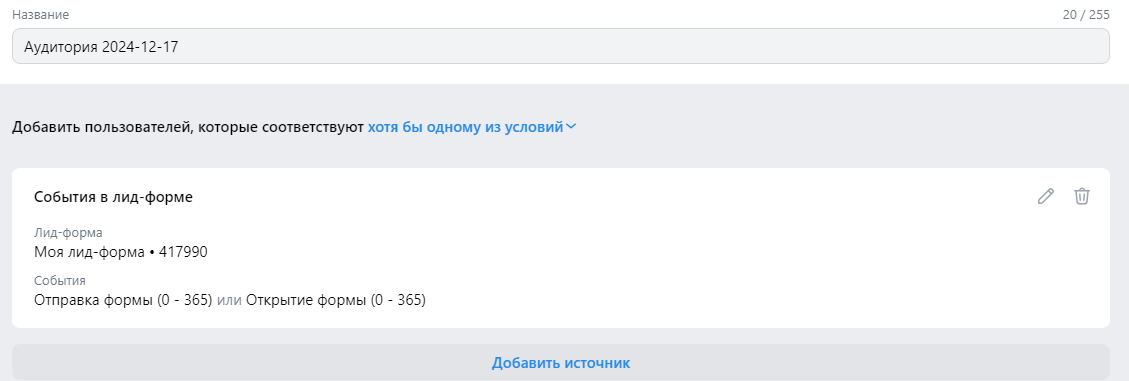 Название 20 / 255
Аудитория 2024-12-17
Добавить пользователей, которые соответствуют хотя бы одному из условий
События в лид-форме
Лид-форма
Моя лид-форма • 417990
События
Отправка формы (0 - 365) или Открытие формы (0 - 365)
Добавить источник